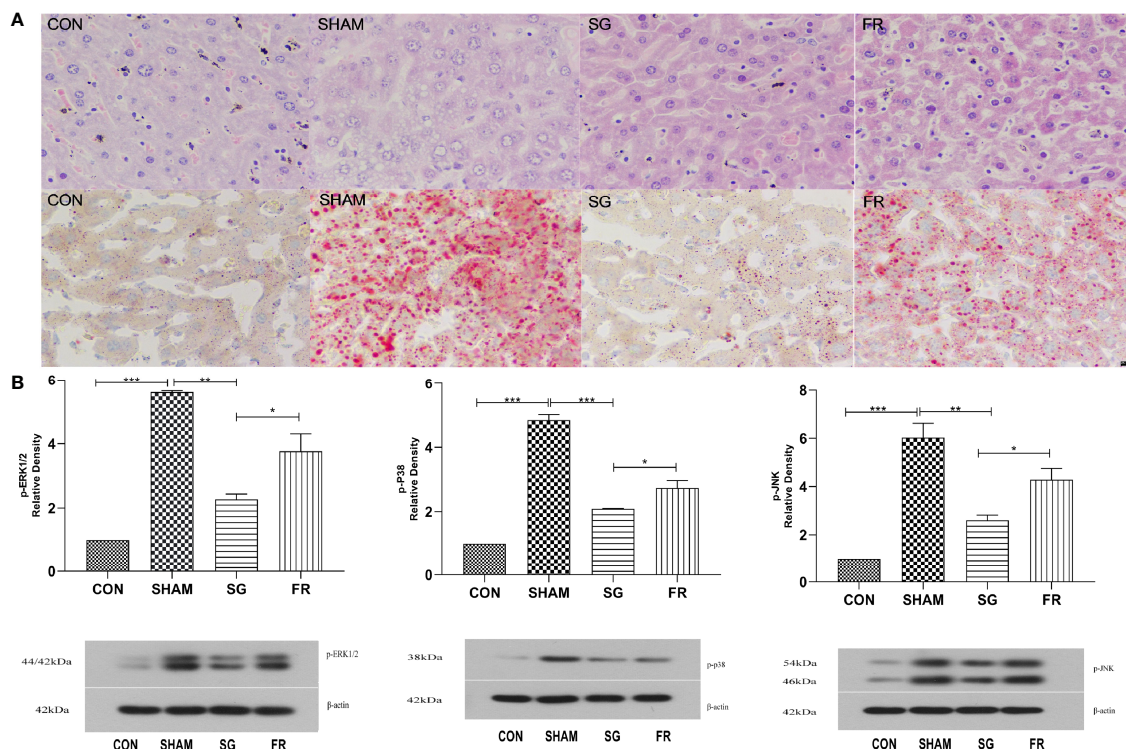 A
CON SHAM SG FR
CON SHAM SG FR
B
p-ERK1/2
Relative Density
6
4
2
0
*** **
*
CON SHAM SG FR
p-P38
Relative Density
6
4
2
0
*** ***
*
CON SHAM SG FR
p-JNK
Relative Density
8
6
4
2
0
*** **
*
CON SHAM SG FR
44/42kDa p-ERK1/2
42kDa β-actin
CON SHAM SG FR
38kDa p-p38
42kDa β-actin
CON SHAM SG FR
54kDa p-JNK
46kDa
42kDa β-actin
CON SHAM SG FR